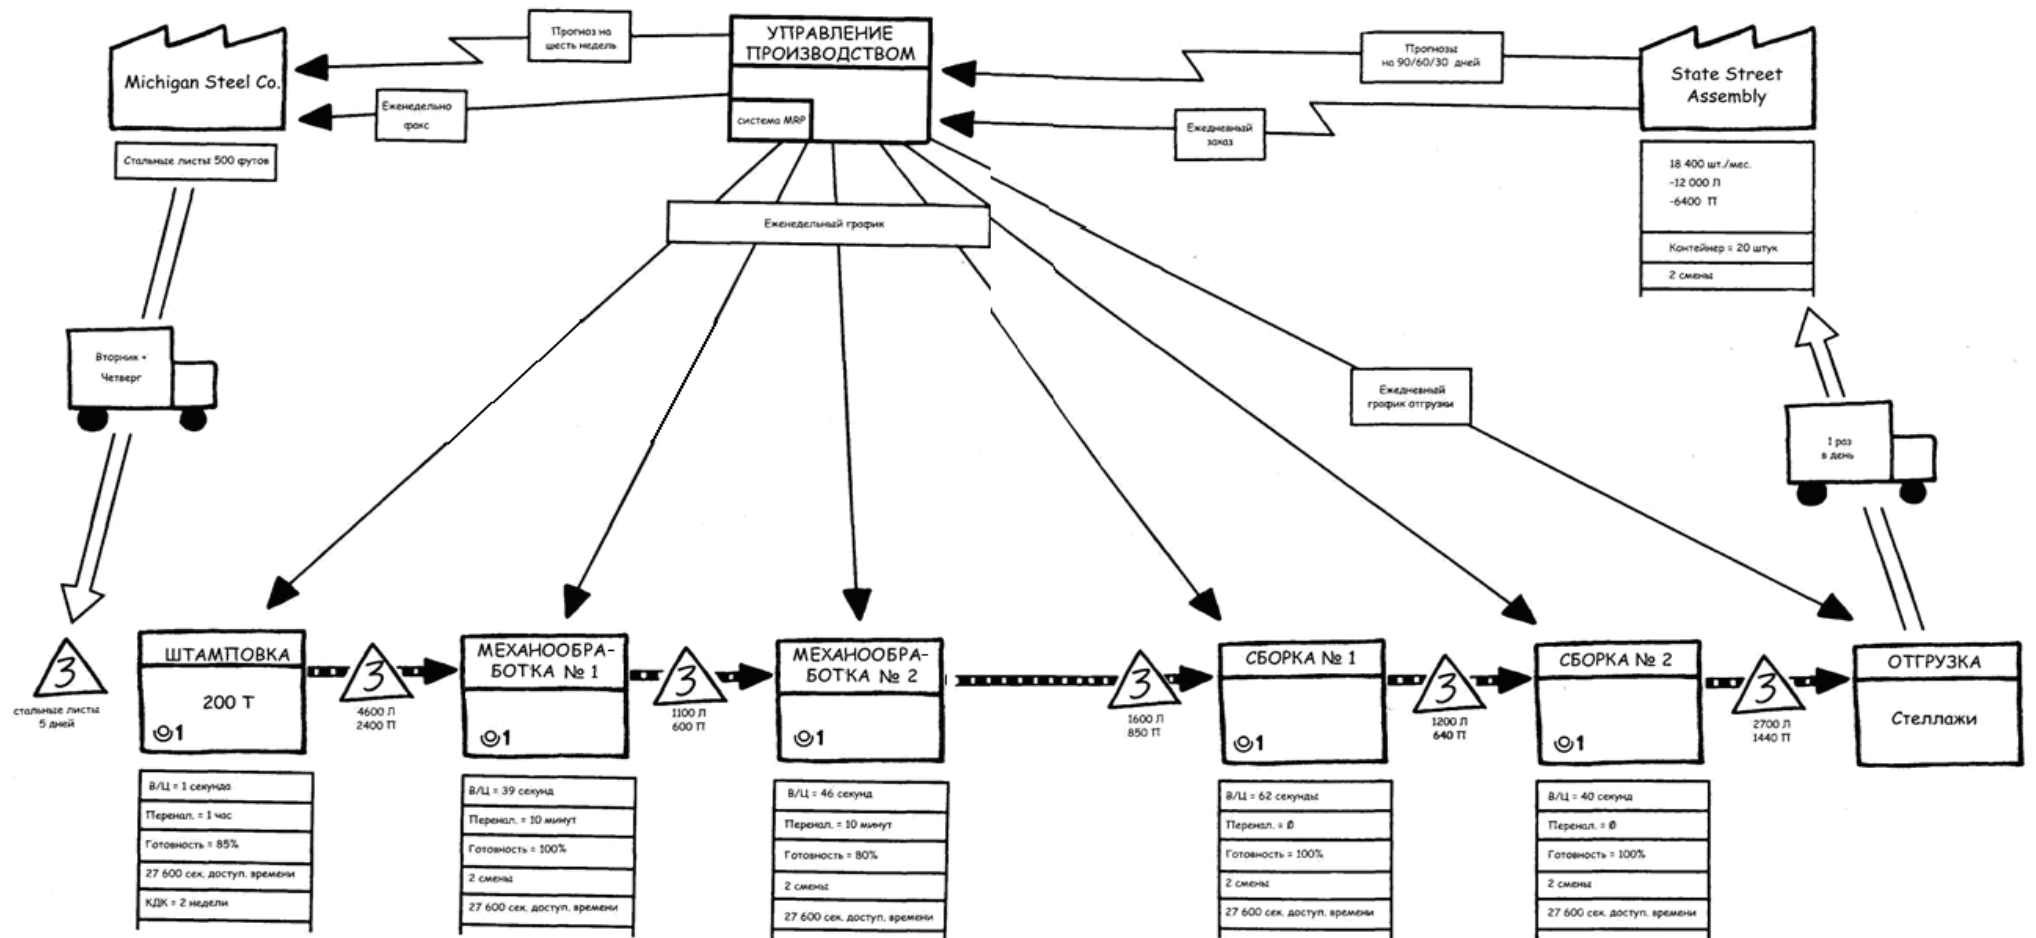 Прогноз на
шесть недель
УПРАВЛЕНИЕ
ПРОИЗВОДСТВОМ
система MRP
Прогнозы
на 90/60/30 дней
State Street
Assembly
Michigan Steel Co.
Еженедельно
факс
Ежедневный
заказ
Стальные листы 500 футов
18 400 шт./мес.
-12 000 Л
-6400 П
Контейнер = 20 штук
2 смены
Еженедельный график
Вторник +
Четверг
Ежедневный
график отгрузки
1 раз
в день
3
стальные листы
5 дней
ШТАМПОВКА
200 Т
1
3
4600 Л
2400 П
МЕХАНООБРА-
БОТКА № 1
1
3
1100 Л
600 П
МЕХАНООБРА-
БОТКА № 2
1
3
1600 Л
850 П
СБОРКА № 1
1
3
1200 Л
640 П
СБОРКА № 2
1
3
2700 Л
1440 П
ОТГРУЗКА
Стеллажи
В/Ц = 1 секунда
Перенал. = 1 час
Готовность = 85%
27 600 сек. доступ. времени
КДК = 2 недели
В/Ц = 39 секунд
Перенал. = 10 минут
Готовность = 100%
2 смены
27 600 сек. доступ. времени
В/Ц = 46 секунд
Перенал. = 10 минут
Готовность = 80%
2 смены
27 600 сек. доступ. времени
В/Ц = 62 секунды
Перенал. = Ø
Готовность = 100%
2 смены
27 600 сек. доступ. времени
В/Ц = 40 секунд
Перенал. = Ø
Готовность = 100%
2 смены
27 600 сек. доступ. времени